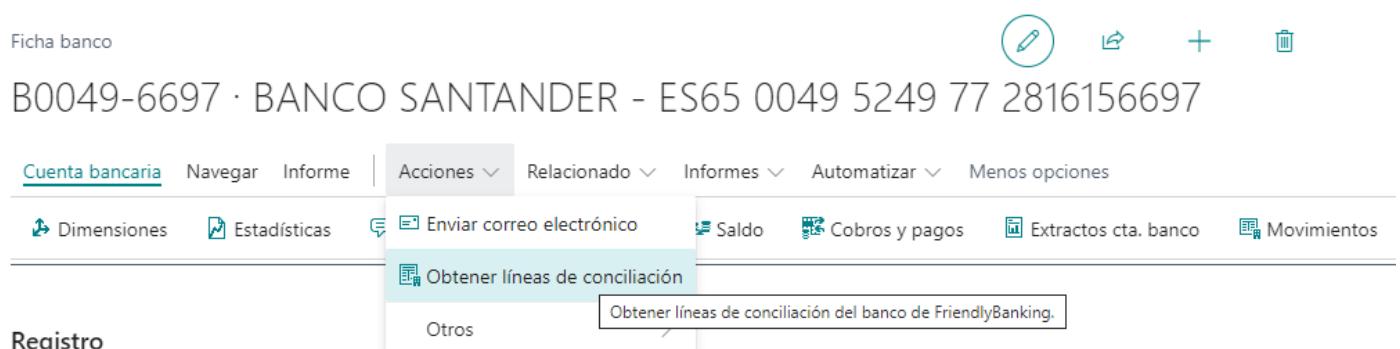 Ficha banco
B0049-6697 · BANCO SANTANDER - ES65 0049 5249 77 2816156697
Cuenta bancaria Navegar Informe Acciones Relacionado Informes Automatizar Menos opciones
Dimensiones Estadísticas Enviar correo electrónico Saldo Cobros y pagos Extractos cta. banco Movimientos
Obtener líneas de conciliación
Obtener líneas de conciliación del banco de FriendlyBanking.
Otros
Registro